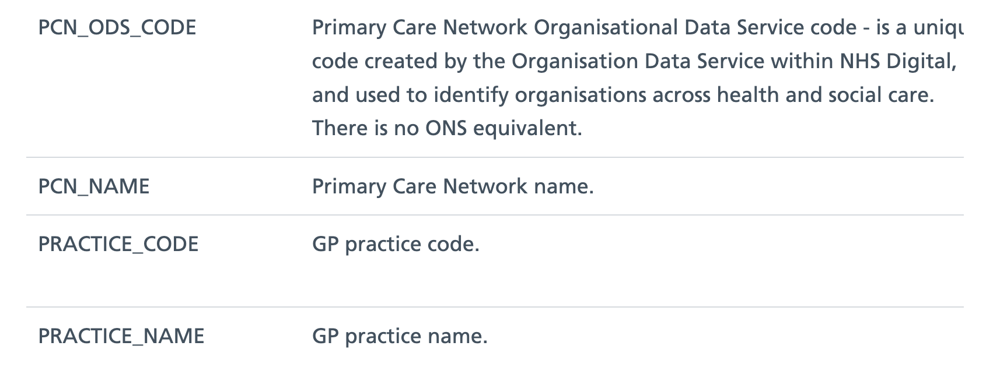 PCN_ODS_CODE Primary Care Network Organisational Data Service code - is a uniqu
code created by the Organisation Data Service within NHS Digital,
and used to identify organisations across health and social care.
There is no ONS equivalent.
PCN_NAME Primary Care Network name.
PRACTICE_CODE GP practice code.
PRACTICE_NAME GP practice name.